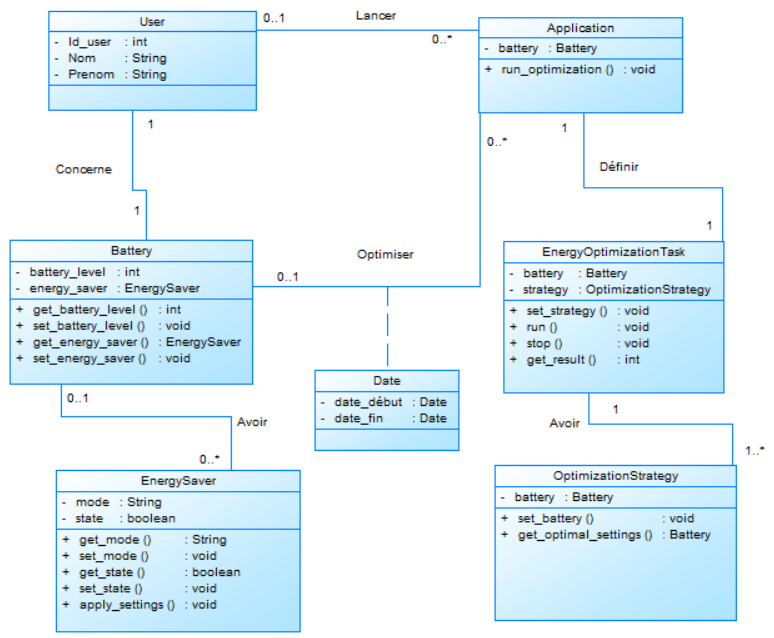 User
- Id_user : int
- Nom : String
- Prenom : String
0..1
Lancer
0..*
Application
- battery : Battery
+ run_optimization () : void
1
Concerne
1
0..*
1
Définir
1
Battery
- battery_level : int
- energy_saver : EnergySaver
+ get_battery_level () : int
+ set_battery_level () : void
+ get_energy_saver () : EnergySaver
+ set_energy_saver () : void
Optimiser
0..1
EnergyOptimizationTask
- battery : Battery
- strategy : OptimizationStrategy
+ set_strategy () : void
+ run () : void
+ stop () : void
+ get_result () : int
Date
- date_début : Date
- date_fin : Date
0..1
Avoir
0..*
1
Avoir
1..*
EnergySaver
- mode : String
- state : boolean
+ get_mode () : String
+ set_mode () : void
+ get_state () : boolean
+ set_state () : void
+ apply_settings () : void
OptimizationStrategy
- battery : Battery
+ set_battery () : void
+ get_optimal_settings () : Battery